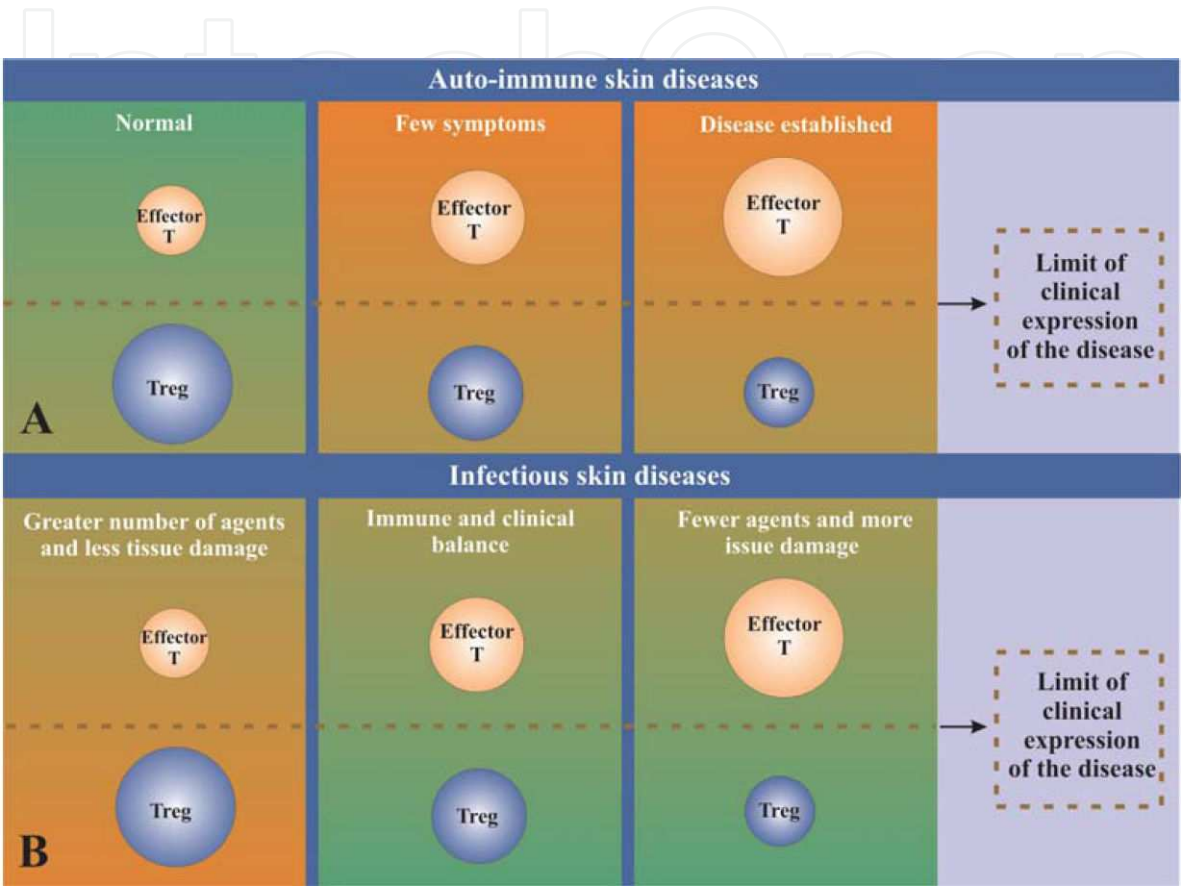 IntechOpen
Auto-immune skin diseases
Normal
Few symptoms
Disease established
Effector
T
Effector
T
Effector
T
Treg
Treg
Treg
Limit of
clinical
expression
of the disease
A
Infectious skin diseases
Greater number of agents
and less tissue damage
Immune and clinical
balance
Fewer agents and more
issue damage
Effector
T
Effector
T
Effector
T
Treg
Treg
Treg
Limit of
clinical
expression
of the disease
B